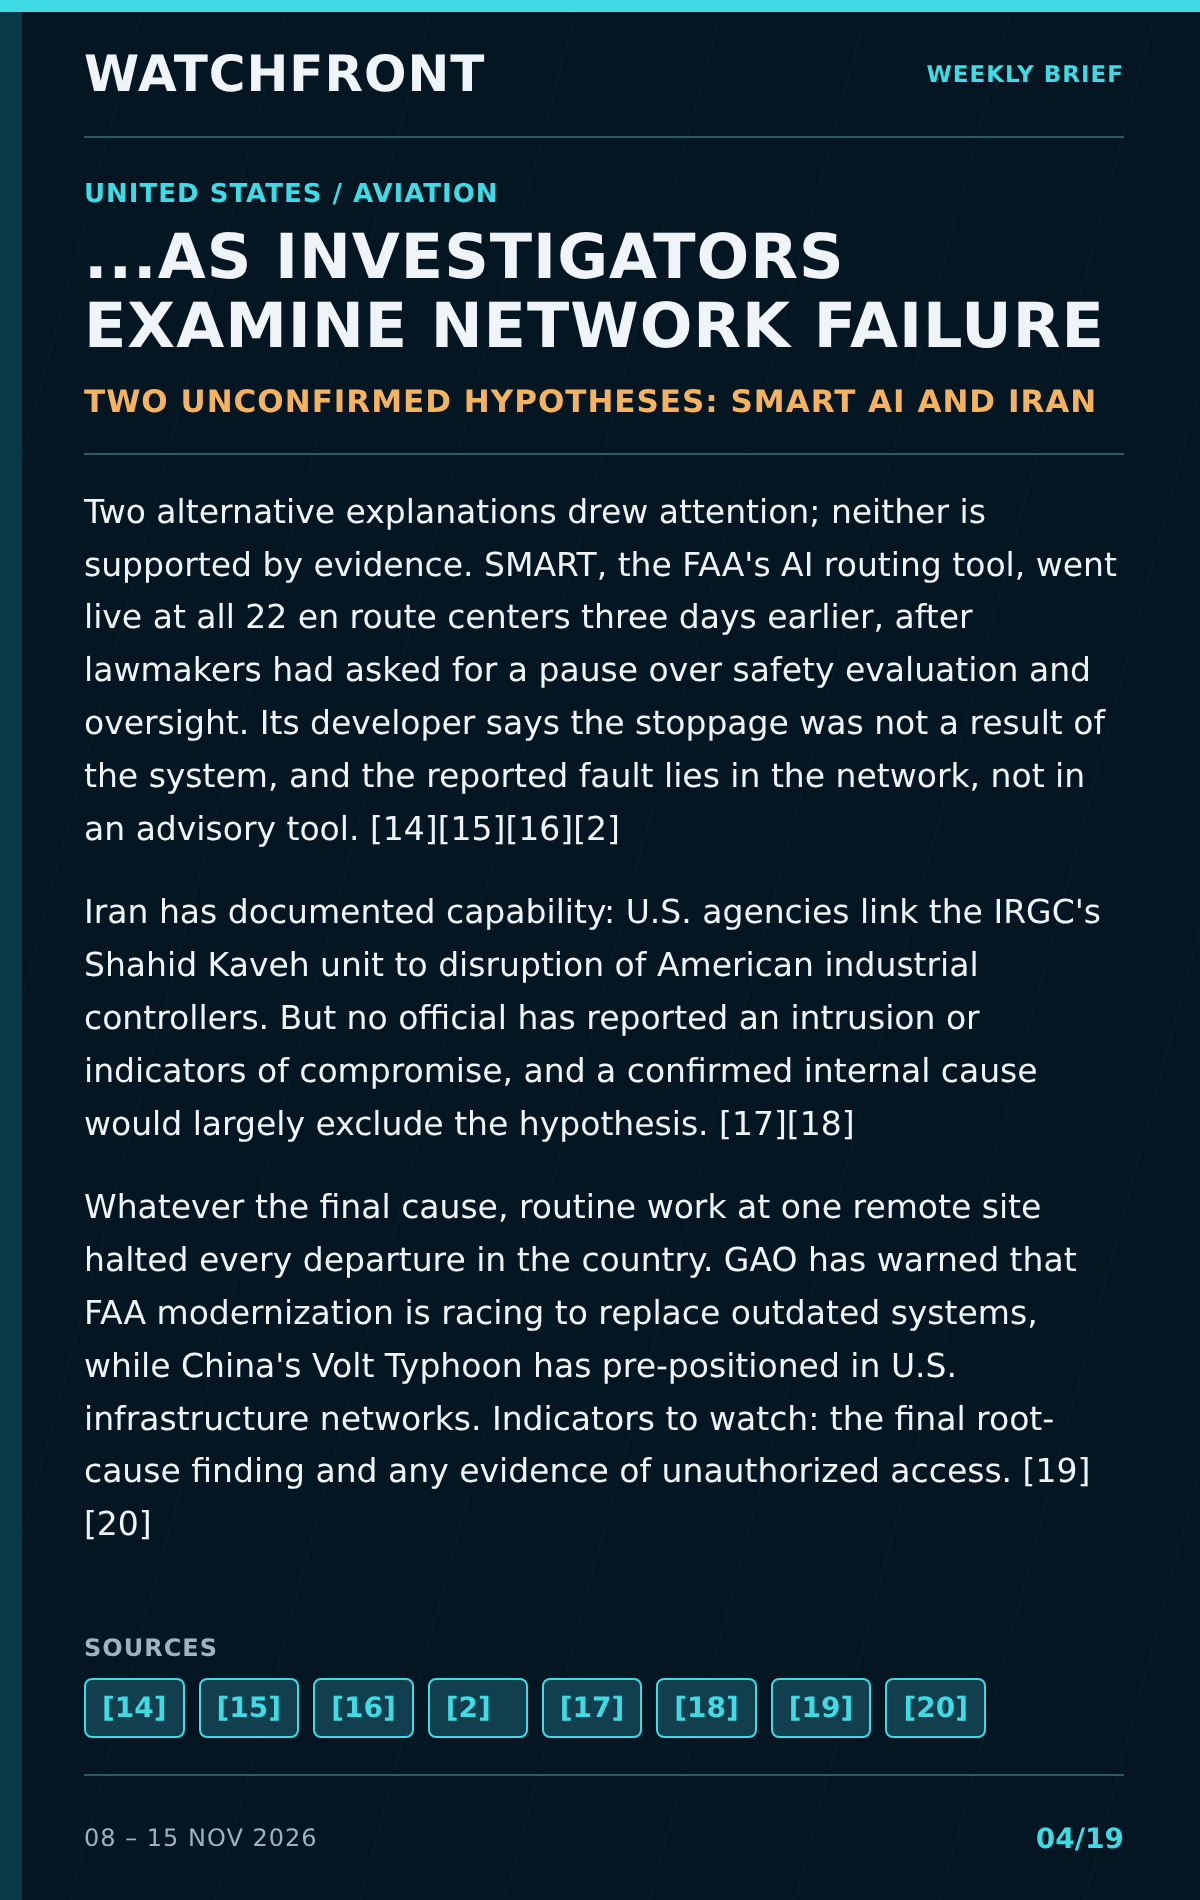 WATCHFRONT
WEEKLY BRIEF
UNITED STATES / AVIATION
...AS INVESTIGATORS
EXAMINE NETWORK FAILURE
TWO UNCONFIRMED HYPOTHESES: SMART AI AND IRAN
Two alternative explanations drew attention; neither is
supported by evidence. SMART, the FAA's AI routing tool, went
live at all 22 en route centers three days earlier, after
lawmakers had asked for a pause over safety evaluation and
oversight. Its developer says the stoppage was not a result of
the system, and the reported fault lies in the network, not in
an advisory tool. [14][15][16][2]
Iran has documented capability: U.S. agencies link the IRGC's
Shahid Kaveh unit to disruption of American industrial
controllers. But no official has reported an intrusion or
indicators of compromise, and a confirmed internal cause
would largely exclude the hypothesis. [17][18]
Whatever the final cause, routine work at one remote site
halted every departure in the country. GAO has warned that
FAA modernization is racing to replace outdated systems,
while China's Volt Typhoon has pre-positioned in U.S.
infrastructure networks. Indicators to watch: the final root-
cause finding and any evidence of unauthorized access. [19]
[20]
SOURCES
[14] [15] [16] [2] [17] [18] [19] [20]
08 – 15 NOV 2026
04/19